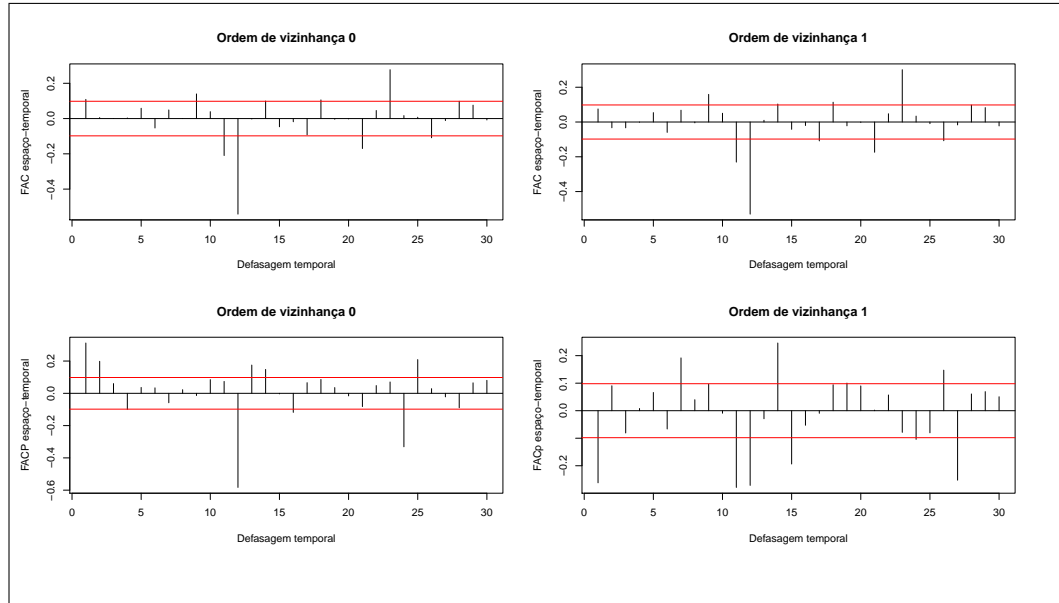 Ordem de vizinhança 0
FAC espaço−temporal
0.2
0.0
−0.2
−0.4
0 5 10 15 20 25 30
Defasagem temporal
Ordem de vizinhança 1
FAC espaço−temporal
0.2
0.0
−0.2
−0.4
0 5 10 15 20 25 30
Defasagem temporal
Ordem de vizinhança 0
FACP espaço−temporal
0.2
0.0
−0.2
−0.4
−0.6
0 5 10 15 20 25 30
Defasagem temporal
Ordem de vizinhança 1
FACp espaço−temporal
0.2
0.1
0.0
−0.2
0 5 10 15 20 25 30
Defasagem temporal